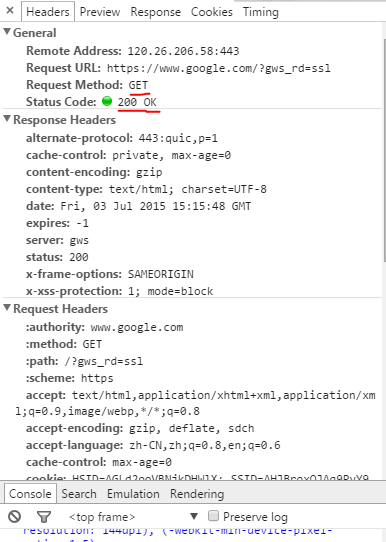 Headers Preview Response Cookies Timing
General
Remote Address: 120.26.206.58:443
Request URL: https://www.google.com/?gws_rd=ssl
Request Method: GET
Status Code: 200 OK
Response Headers
alternate-protocol: 443:quic,p=1
cache-control: private, max-age=0
content-encoding: gzip
content-type: text/html; charset=UTF-8
date: Fri, 03 Jul 2015 15:15:48 GMT
expires: -1
server: gws
status: 200
x-frame-options: SAMEORIGIN
x-xss-protection: 1; mode=block
Request Headers
:authority: www.google.com
:method: GET
:path: /?gws_rd=ssl
:scheme: https
accept: text/html,application/xhtml+xml,application/xm
l;q=0.9,image/webp,*/*;q=0.8
accept-encoding: gzip, deflate, sdch
accept-language: zh-CN,zh;q=0.8,en;q=0.6
cache-control: max-age=0
cookie:
Console Search Emulation Rendering
<top frame> Preserve log
resolution: 144dpi), (-webkit-min-device-pixel-